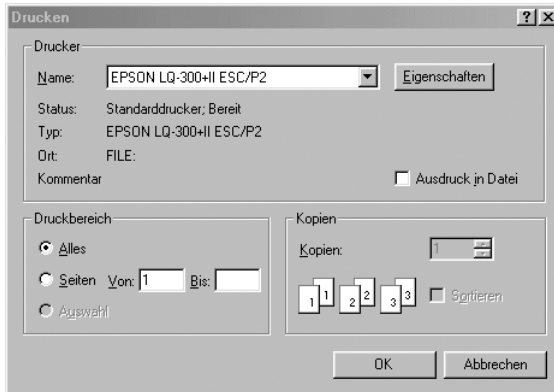 Drucken
Drucker
Name: EPSON LQ-300+II ESC/P2 Eigenschaften
Status: Standarddrucker; Bereit
Typ: EPSON LQ-300+II ESC/P2
Ort: FILE:
Kommentar Ausdruck in Datei
Druckbereich
Alles
Seiten Von: 1 Bis:
Auswahl
Kopien
Kopien: 1
1 1 2 2 3 3 Sortieren
OK Abbrechen